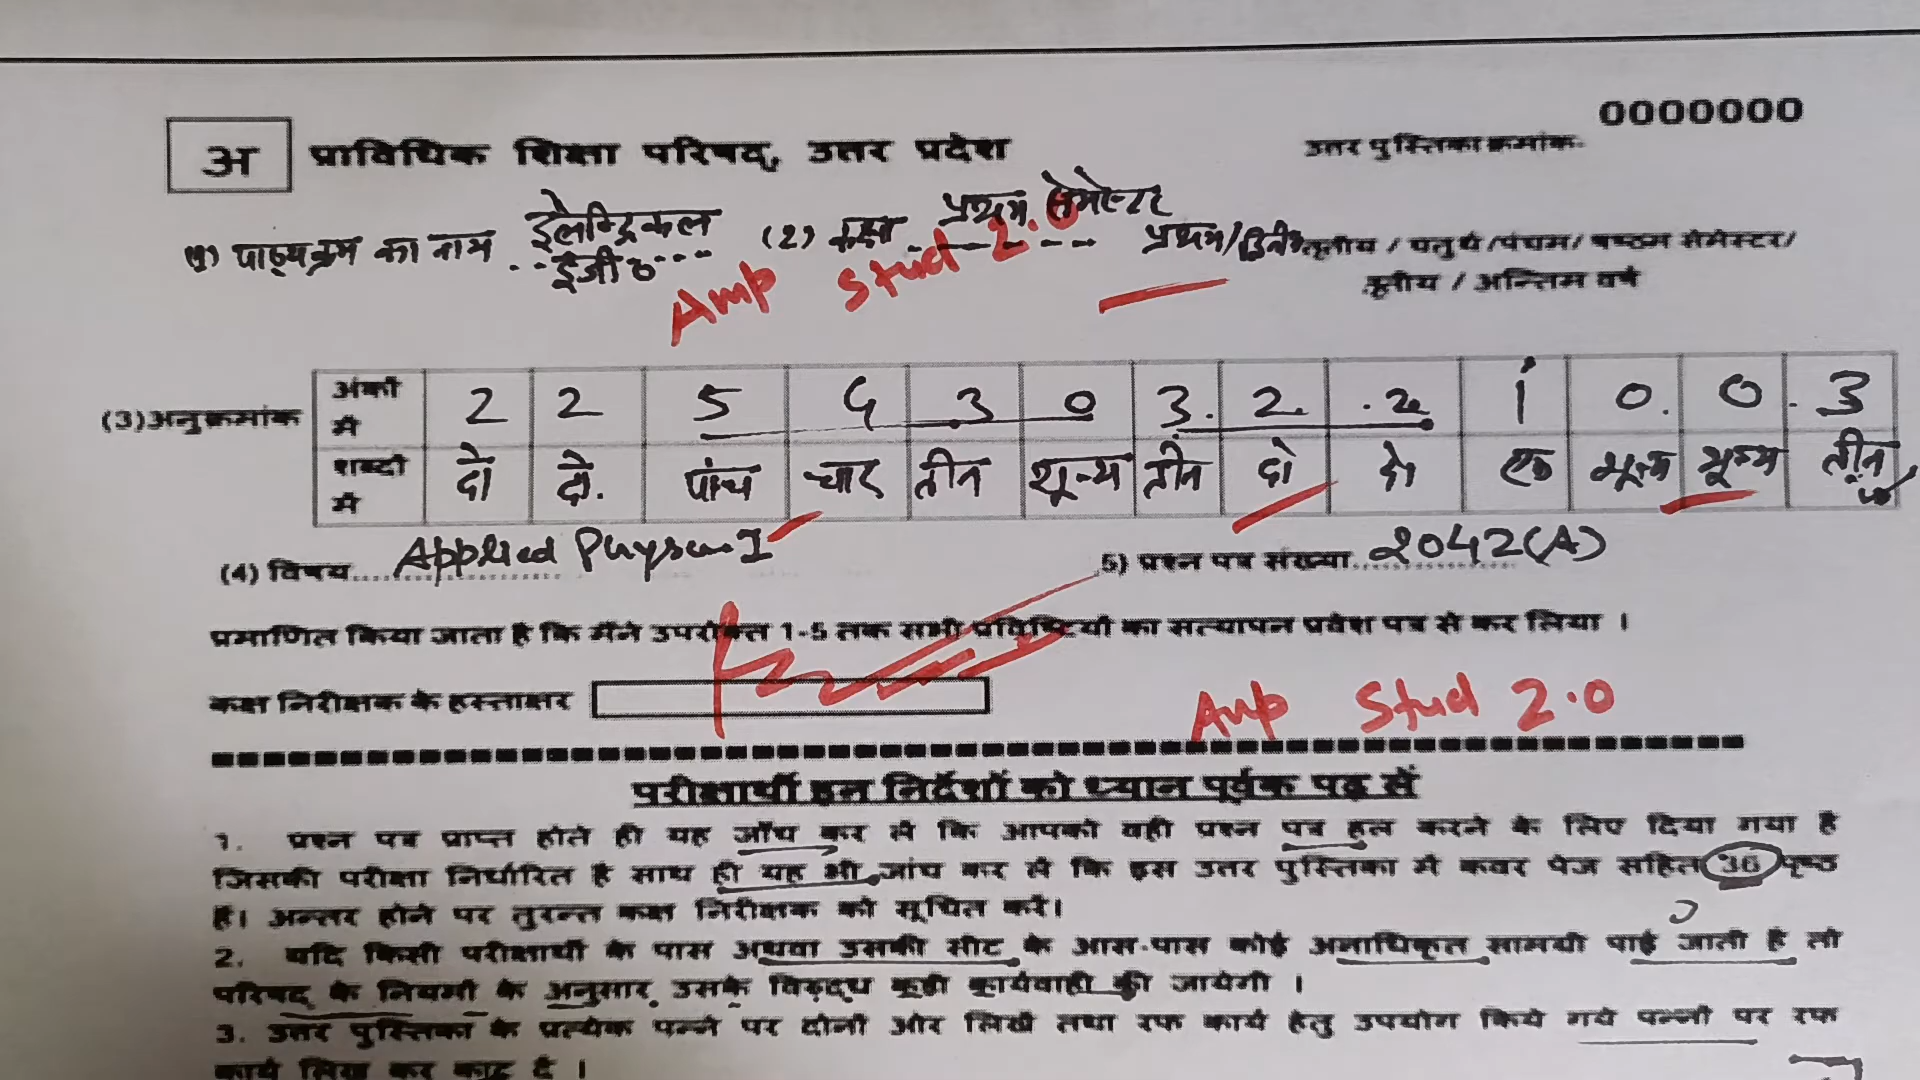 0000000
अ प्राविधिक शिक्षा परिषद्, उत्तर प्रदेश उत्तर पुस्तिका क्रमांक
(1) पाठ्यक्रम का नाम इलेक्ट्रिकल इंजी० (2) कक्षा प्रथम सेमेस्टर प्रथम/द्वितीय/तृतीय / चतुर्थ /पंचम/ षष्ठम सेमेस्टर/
तृतीय / अन्तिम वर्ष
Amp Stud 2.0
(3)अनुक्रमांक अंकों में 2 2 5 4 3 0 3 2 2 1 0 0 3
शब्दों में दो दो पांच चार तीन शून्य तीन दो दो एक शून्य शून्य तीन
(4) विषय Applied Physics-I 5) प्रश्न पत्र संख्या 2042(A)
प्रमाणित किया जाता है कि मैंने उपरोक्त 1-5 तक सभी प्रविष्टियों का सत्यापन प्रवेश पत्र से कर लिया ।
कक्ष निरीक्षक के हस्ताक्षर
Amp Stud 2.0
परीक्षार्थी इन निर्देशों को ध्यान पूर्वक पढ़ लें
1. प्रश्न पत्र प्राप्त होते ही यह जाँच कर लें कि आपको वही प्रश्न पत्र हल करने के लिए दिया गया है
जिसकी परीक्षा निर्धारित है साथ ही यह भी जांच कर लें कि इस उत्तर पुस्तिका में कवर पेज सहित 36 पृष्ठ
हैं। अन्तर होने पर तुरन्त कक्ष निरीक्षक को सूचित करें।
2. यदि किसी परीक्षार्थी के पास अथवा उसकी सीट के आस-पास कोई अनाधिकृत सामग्री पाई जाती है तो
परिषद् के नियमों के अनुसार उसके विरुद्ध कड़ी कार्यवाही की जायेगी ।
3. उत्तर पुस्तिका के प्रत्येक पन्ने पर दोनों ओर लिखें तथा रफ कार्य हेतु उपयोग किये गये पन्नों पर रफ
कार्य लिख कर काट दें ।